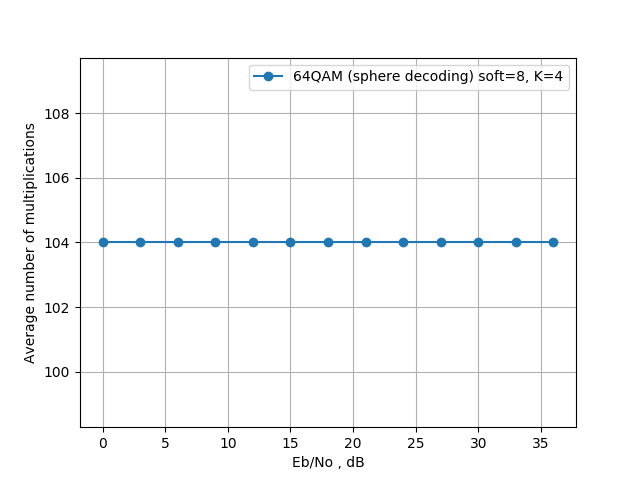 64QAM (sphere decoding) soft=8, K=4
108
106
104
102
100
Average number of multiplications
0 5 10 15 20 25 30 35
Eb/No , dB